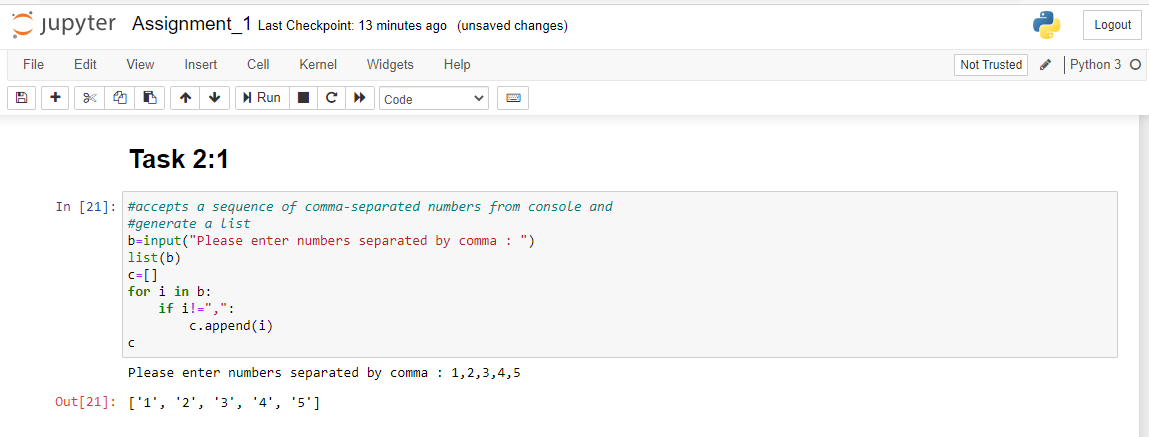 jupyter Assignment_1 Last Checkpoint: 13 minutes ago (unsaved changes) Logout
File Edit View Insert Cell Kernel Widgets Help Not Trusted Python 3
Run Code
Task 2:1
In [21]: #accepts a sequence of comma-separated numbers from console and
#generate a list
b=input("Please enter numbers separated by comma : ")
list(b)
c=[]
for i in b:
    if i!=",":
        c.append(i)
c
Please enter numbers separated by comma : 1,2,3,4,5
Out[21]: ['1', '2', '3', '4', '5']